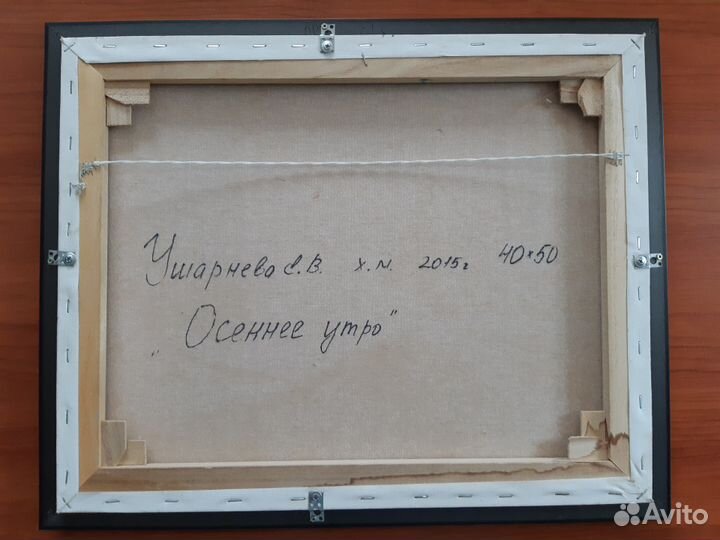 Ушарнева С.В. х.м. 2015г 40×50
„Осеннее утро"
Avito